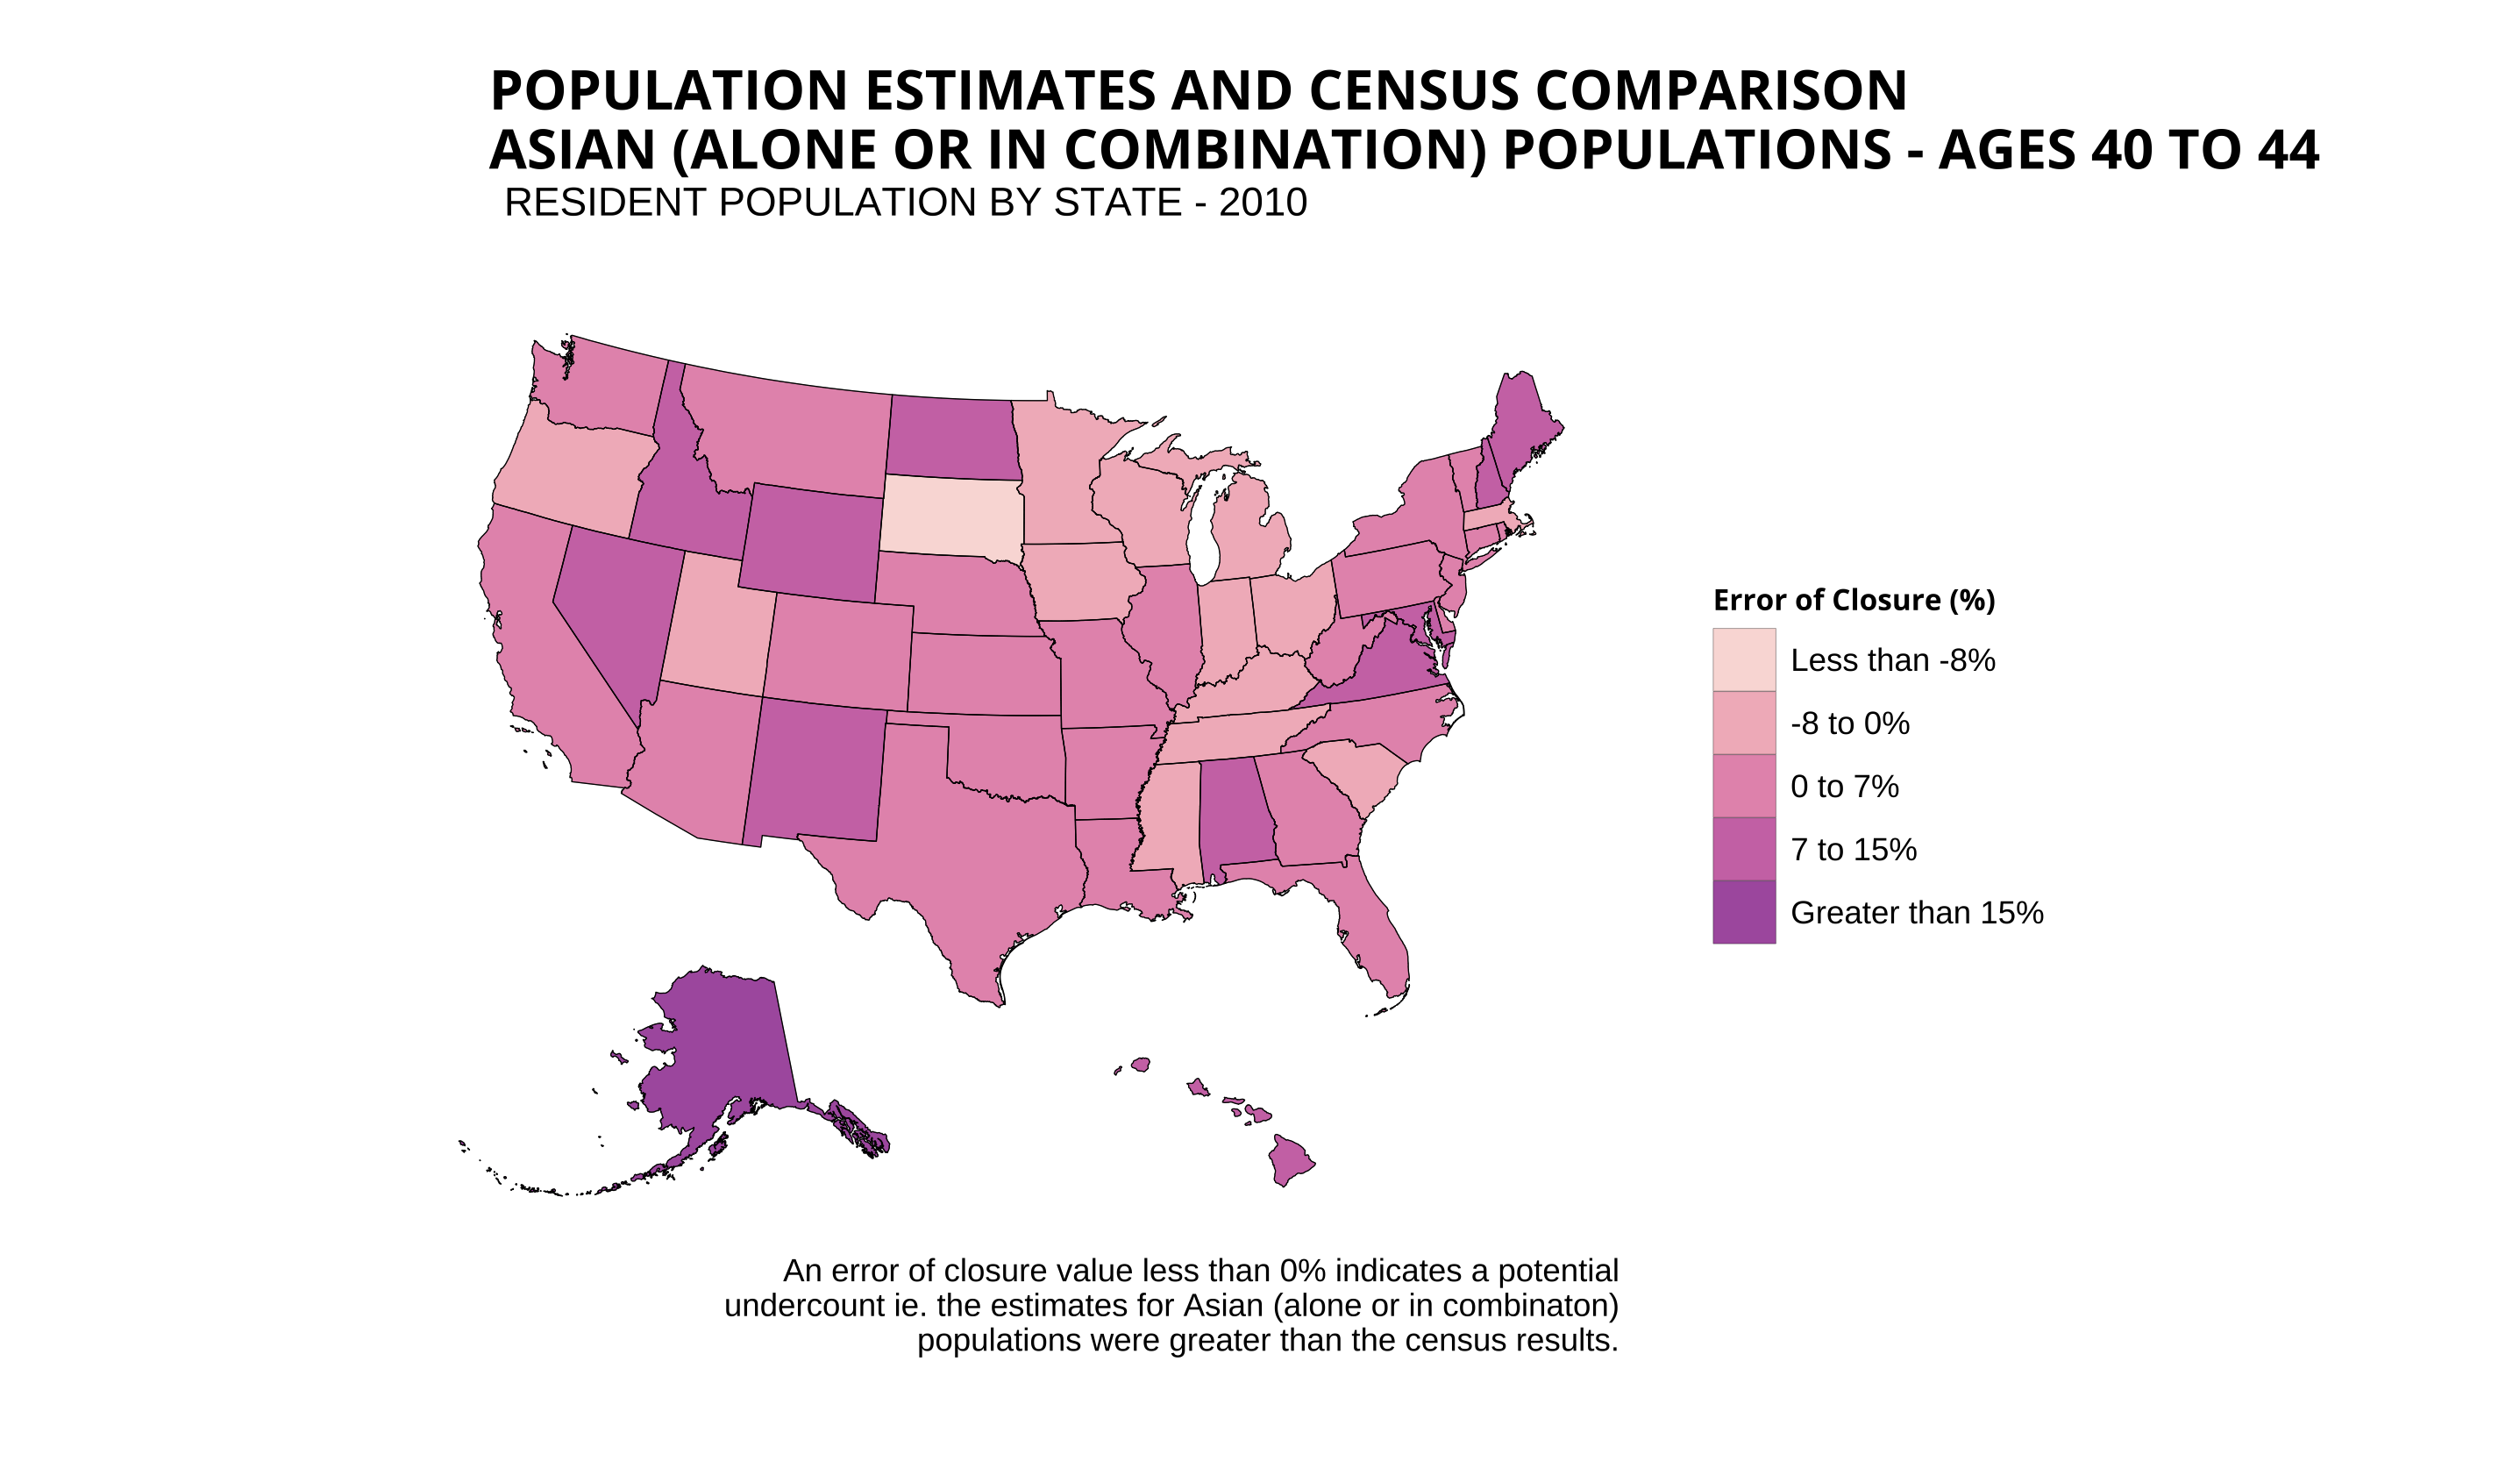 POPULATION ESTIMATES AND CENSUS COMPARISON
ASIAN (ALONE OR IN COMBINATION) POPULATIONS - AGES 40 TO 44
RESIDENT POPULATION BY STATE - 2010
Error of Closure (%)
Less than -8%
-8 to 0%
0 to 7%
7 to 15%
Greater than 15%
An error of closure value less than 0% indicates a potential
undercount ie. the estimates for Asian (alone or in combinaton)
populations were greater than the census results.